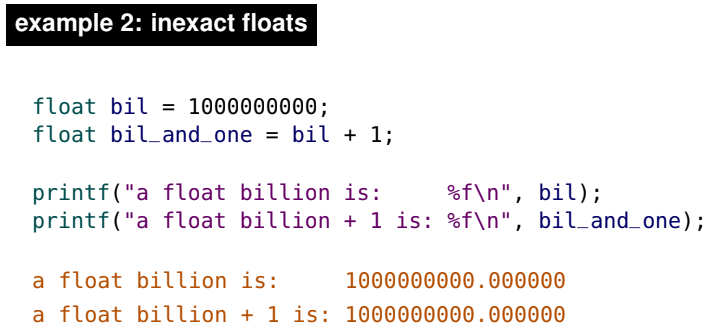 example 2: inexact floats
float bil = 1000000000;
float bil_and_one = bil + 1;
printf("a float billion is:     %f\n", bil);
printf("a float billion + 1 is: %f\n", bil_and_one);
a float billion is:     1000000000.000000
a float billion + 1 is: 1000000000.000000